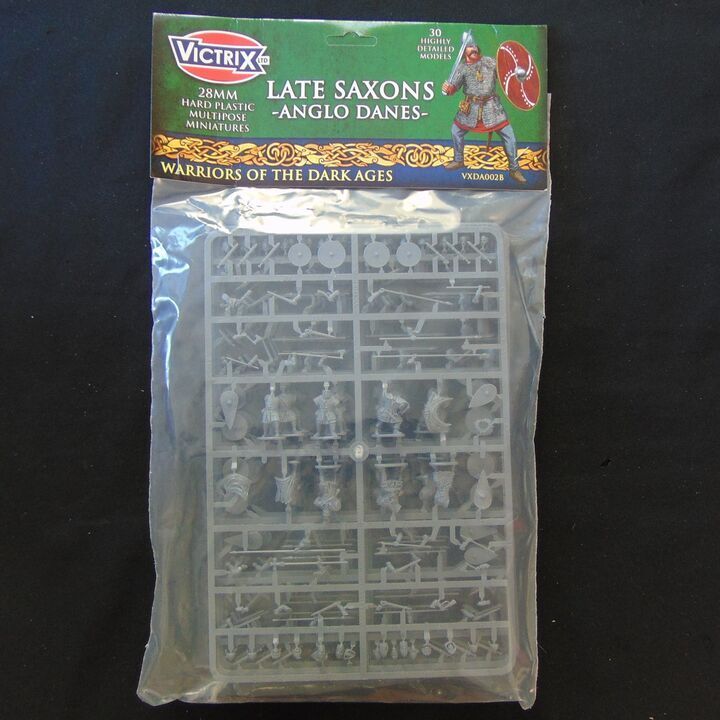 VICTRIX LTD
28MM
HARD PLASTIC
MULTIPOSE
MINIATURES
LATE SAXONS
-ANGLO DANES-
30
HIGHLY
DETAILED
MODELS
WARRIORS OF THE DARK AGES
VXDA002B